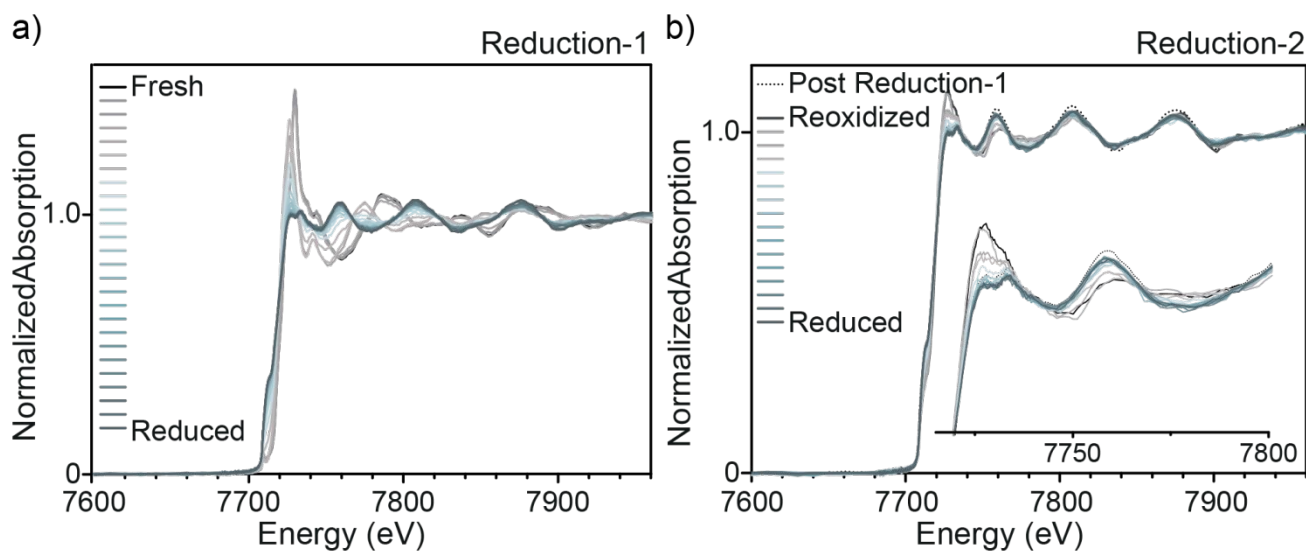 a)
Reduction-1
Fresh
Reduced
1.0
0
NormalizedAbsorption
7600
7700
7800
7900
Energy (eV)
b)
Reduction-2
Post Reduction-1
Reoxidized
Reduced
1.0
0
NormalizedAbsorption
7750
7800
7600
7700
7800
7900
Energy (eV)